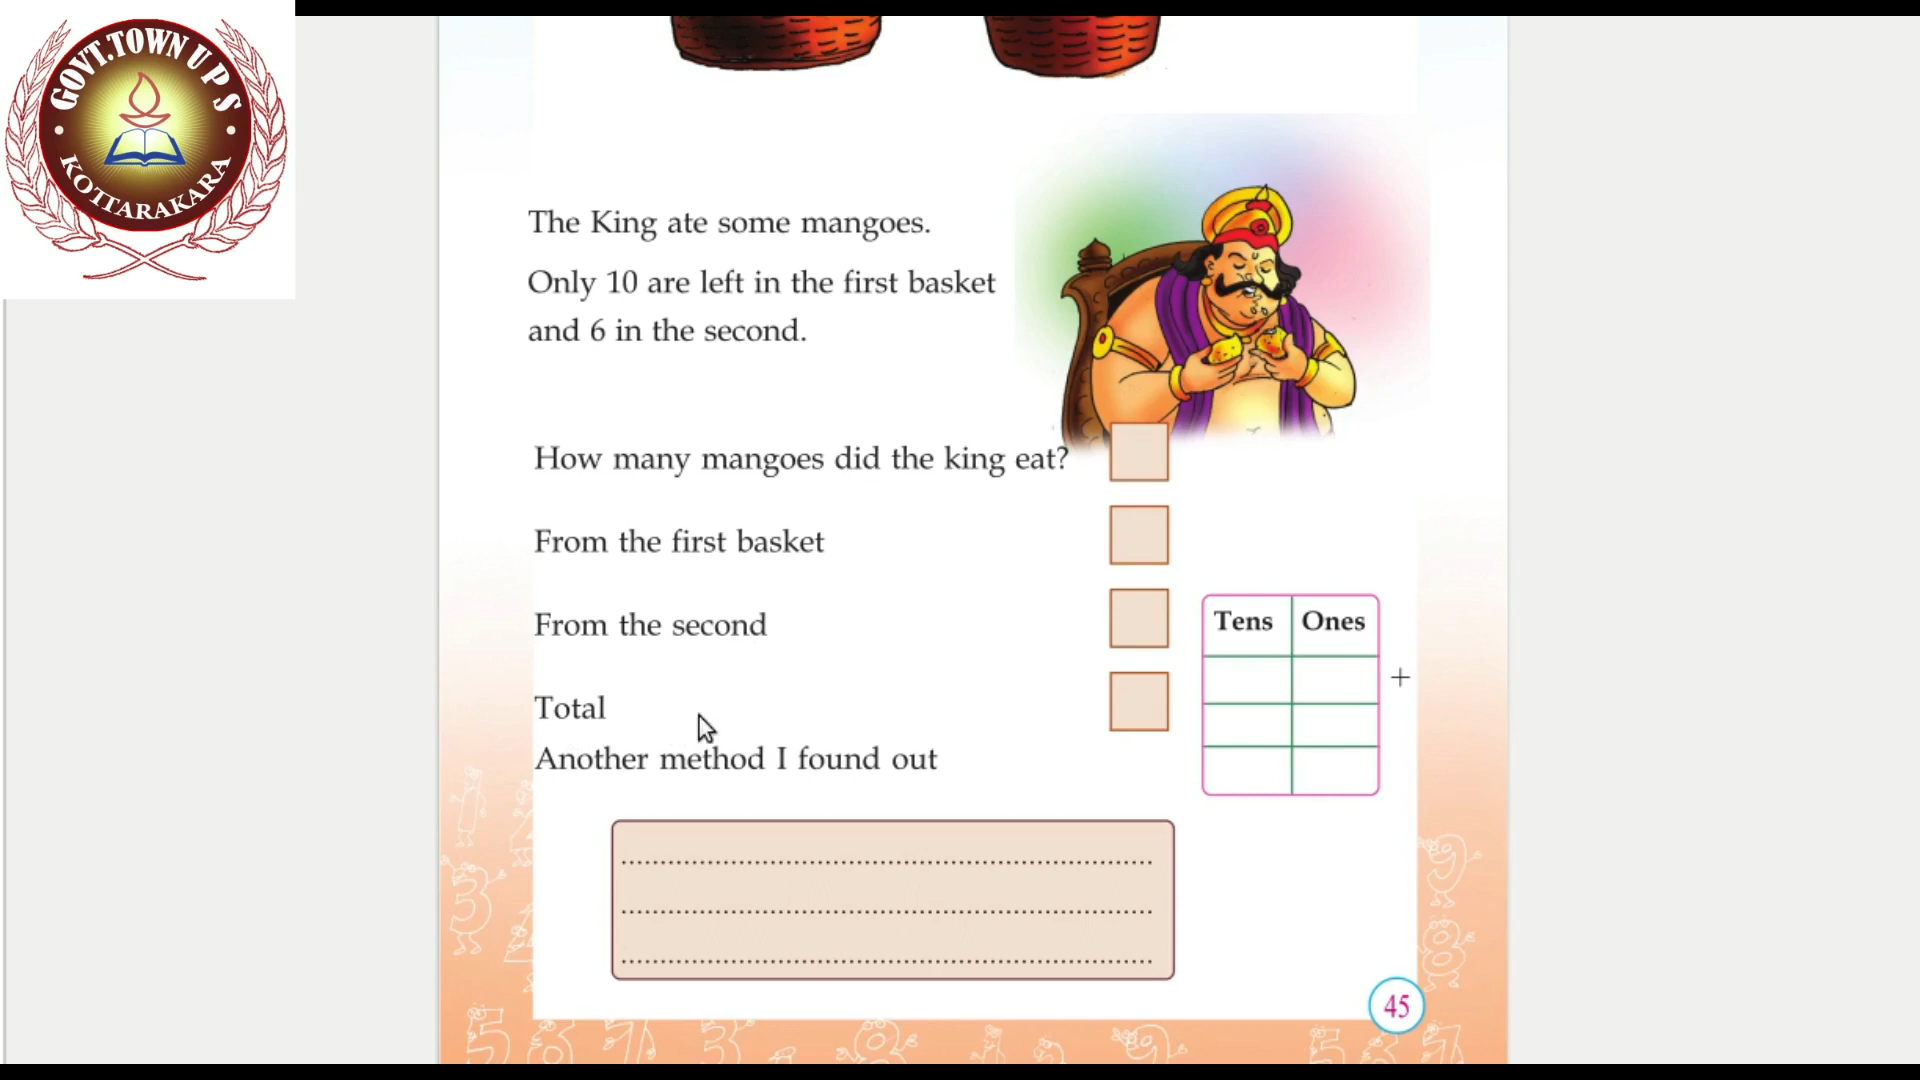 GOVT.TOWN U P S
KOTTARAKARA
The King ate some mangoes.
Only 10 are left in the first basket
and 6 in the second.
How many mangoes did the king eat?
From the first basket
From the second
Tens Ones
+
Total
Another method I found out
45